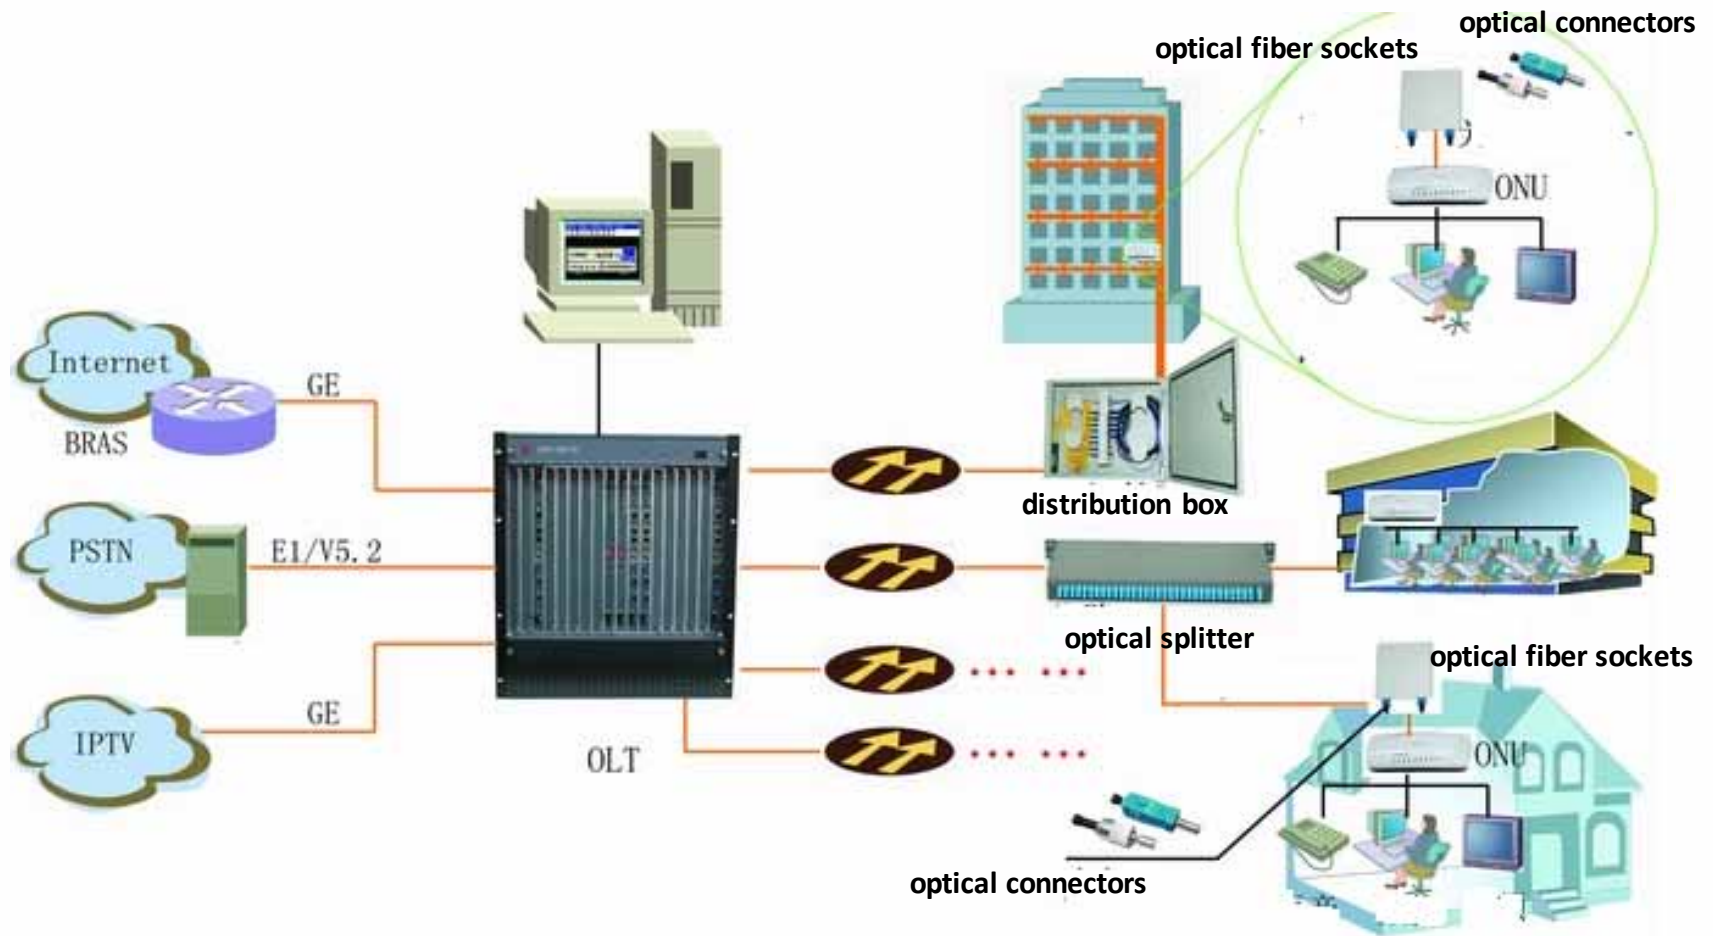 optical connectors
optical fiber sockets
ONU
Internet
GE
BRAS
distribution box
PSTN
E1/V5.2
optical splitter
optical fiber sockets
GE
IPTV
OLT
ONU
optical connectors